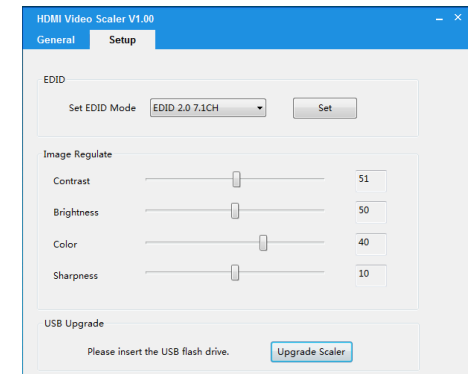 HDMI Video Scaler V1.00
General Setup
EDID
Set EDID Mode EDID 2.0 7.1CH Set
Image Regulate
Contrast 51
Brightness 50
Color 40
Sharpness 10
USB Upgrade
Please insert the USB flash drive. Upgrade Scaler